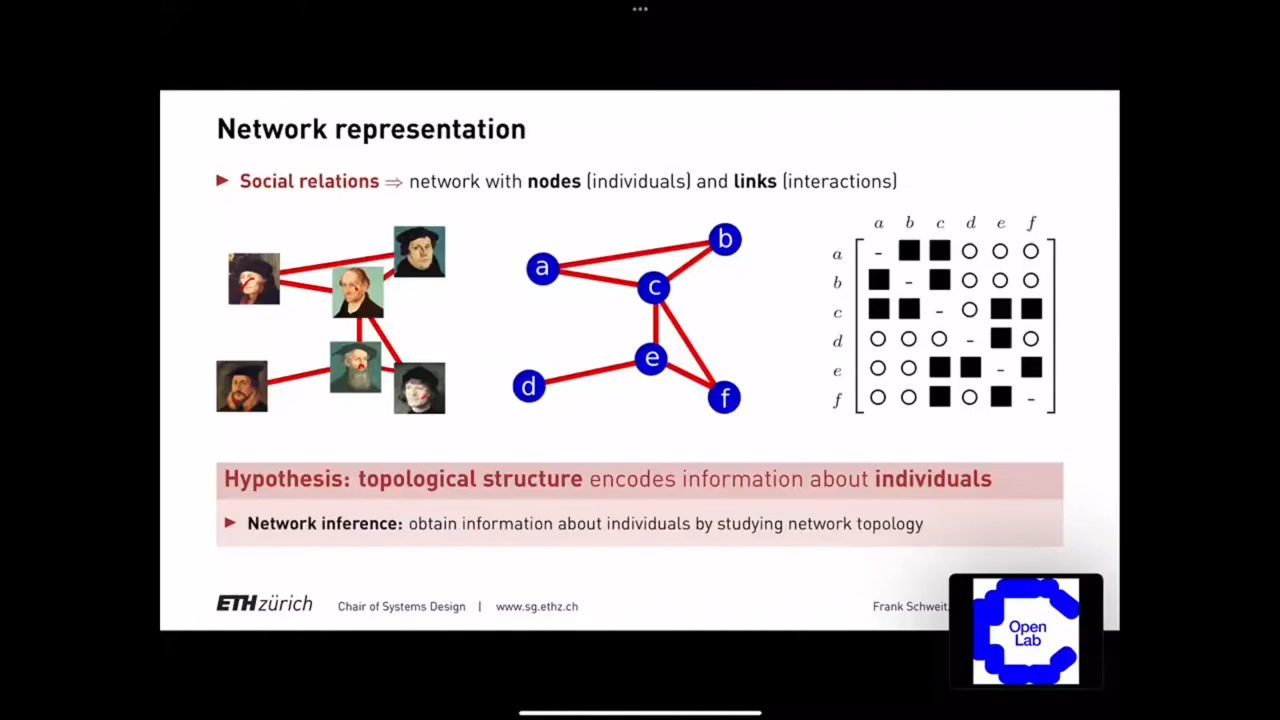 Network representation
► Social relations ⇒ network with nodes (individuals) and links (interactions)
a b c d e f
a - ■ ■ ○ ○ ○
b ■ - ■ ○ ○ ○
c ■ ■ - ○ ■ ■
d ○ ○ ○ - ■ ○
e ○ ○ ■ ■ - ■
f ○ ○ ■ ○ ■ -
b
a
c
e
d
f
Hypothesis: topological structure encodes information about individuals
► Network inference: obtain information about individuals by studying network topology
ETH zürich Chair of Systems Design | www.sg.ethz.ch Frank
Open
Lab